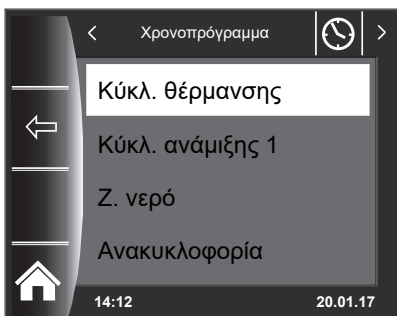 Χρονοπρόγραμμα
Κύκλ. θέρμανσης
Κύκλ. ανάμιξης 1
Ζ. νερό
Ανακυκλοφορία
14:12 20.01.17